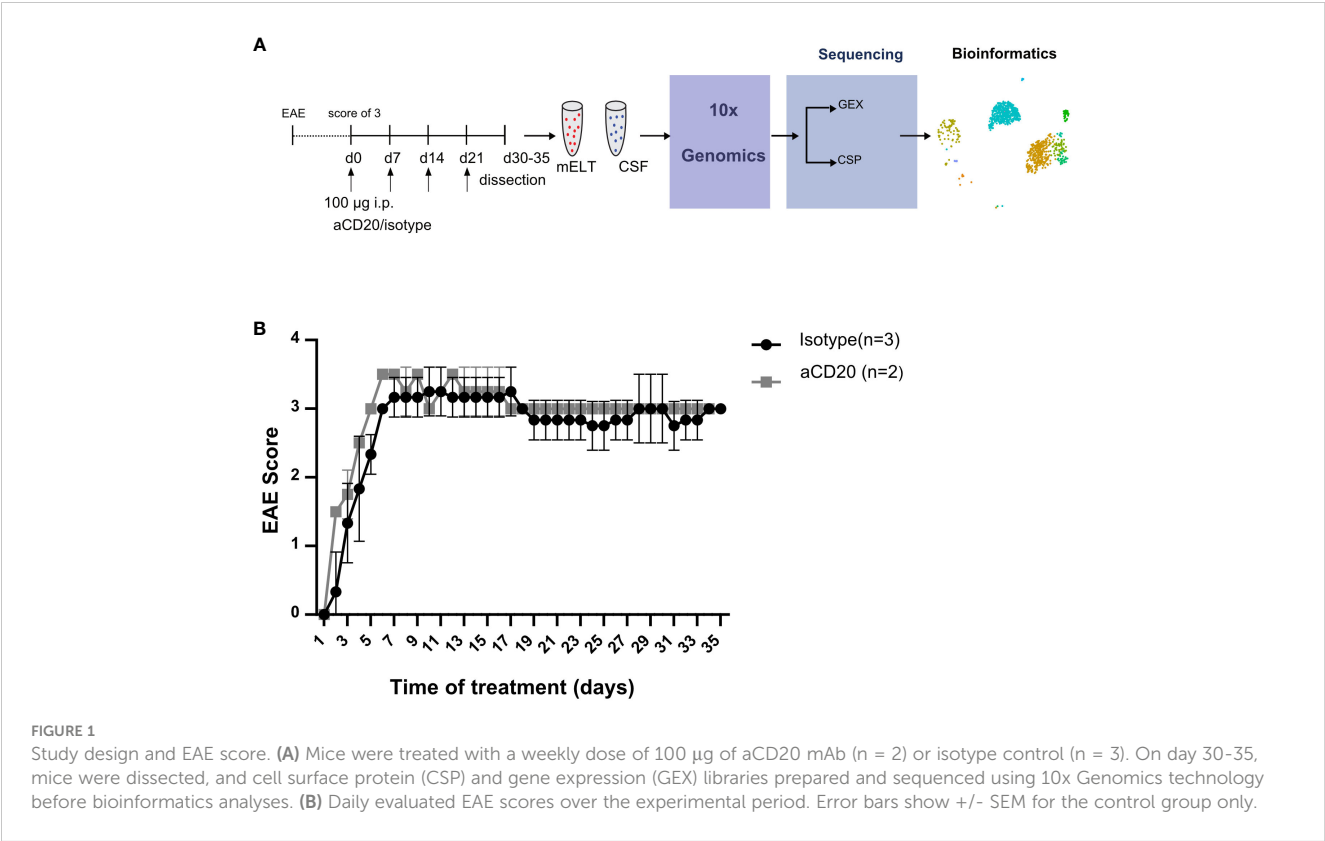 A
Sequencing
Bioinformatics
EAE
score of 3
10x
Genomics
GEX
CSP
d0
d7
d14
d21
d30-35
dissection
mELT
CSF
100 µg i.p.
aCD20/isotype
B
Isotype(n=3)
aCD20 (n=2)
EAE Score
4
3
2
1
0
1
3
5
7
9
11
13
15
17
19
21
23
25
27
29
31
33
35
Time of treatment (days)
FIGURE 1
Study design and EAE score. (A) Mice were treated with a weekly dose of 100 µg of aCD20 mAb (n = 2) or isotype control (n = 3). On day 30-35,
mice were dissected, and cell surface protein (CSP) and gene expression (GEX) libraries prepared and sequenced using 10x Genomics technology
before bioinformatics analyses. (B) Daily evaluated EAE scores over the experimental period. Error bars show +/- SEM for the control group only.